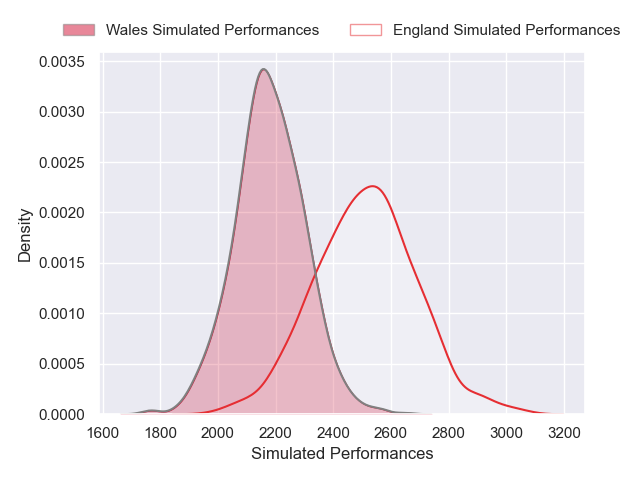 Wales Simulated Performances England Simulated Performances
0.0035
0.0030
0.0025
0.0020
0.0015
0.0010
0.0005
0.0000
Density
1600 1800 2000 2200 2400 2600 2800 3000 3200
Simulated Performances